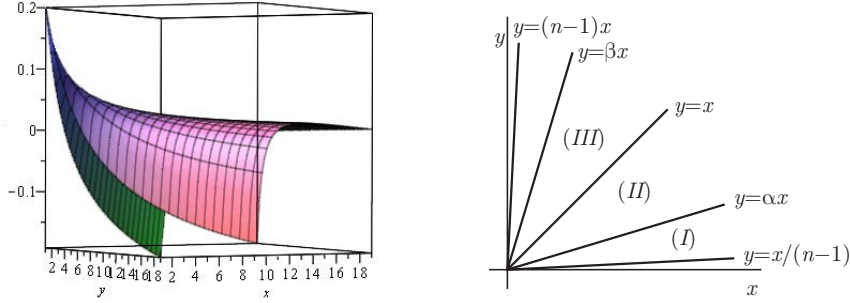 0.2
0.1
0
−0.1
2 4 6 8 10 12 14 16 18
y
2 4 6 8 10 12 14 16 18
x
y
y=(n−1)x
y=βx
y=x
(III)
(II)
y=αx
(I)
y=x/(n−1)
x